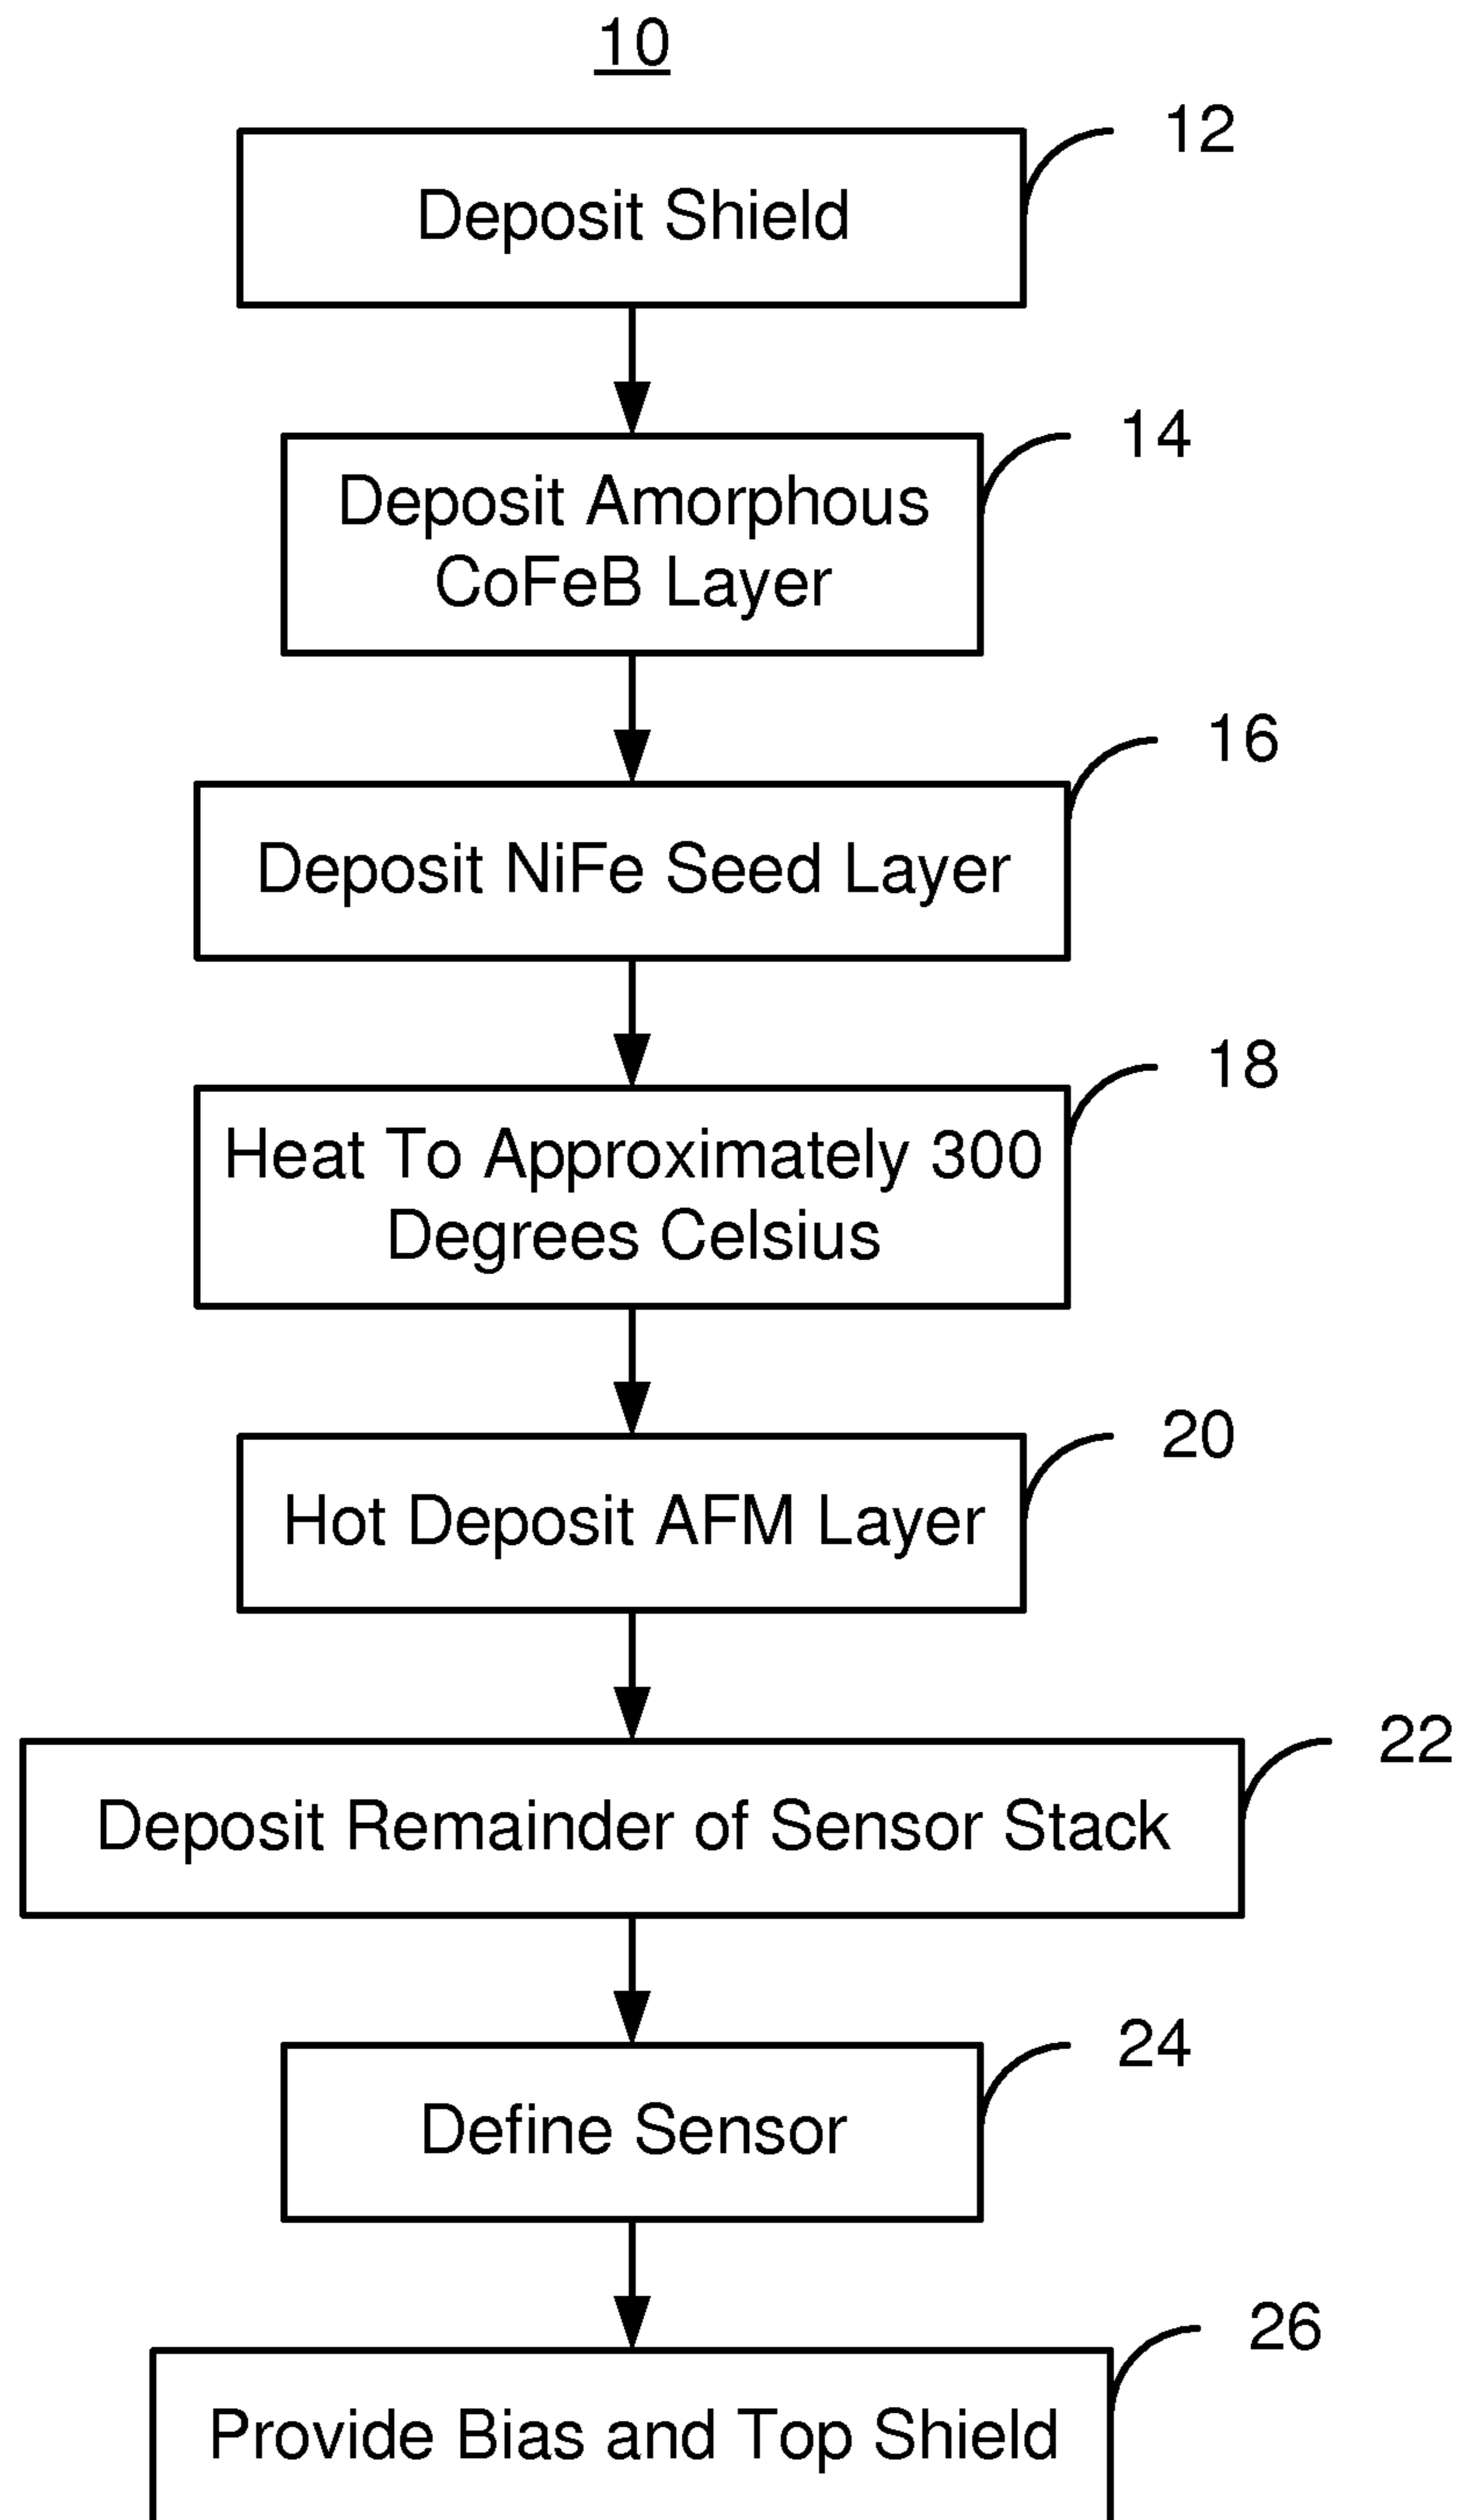 10
12
Deposit Shield
14
Deposit Amorphous
CoFeB Layer
16
Deposit NiFe Seed Layer
18
Heat To Approximately 300
Degrees Celsius
20
Hot Deposit AFM Layer
22
Deposit Remainder of Sensor Stack
24
Define Sensor
26
Provide Bias and Top Shield